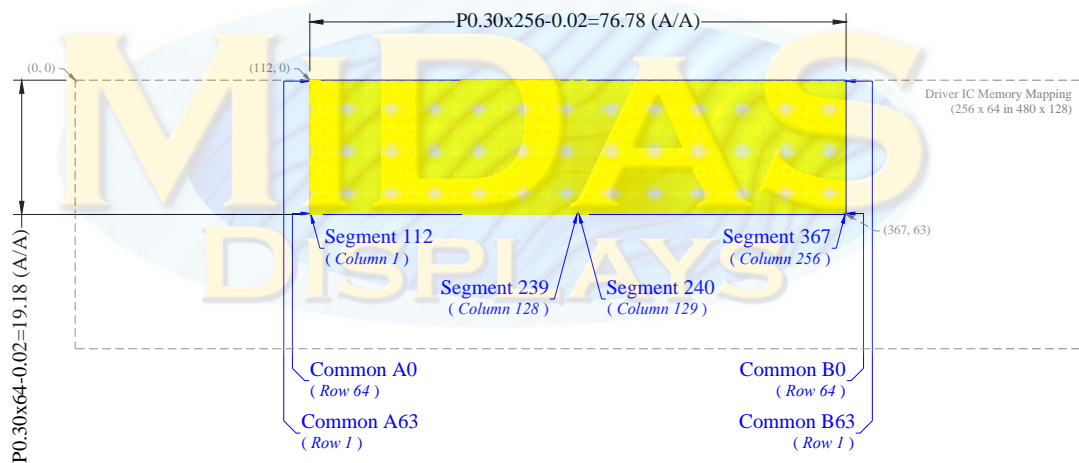 P0.30x256-0.02=76.78 (A/A)
(0, 0)
(112, 0)
Driver IC Memory Mapping
(256 x 64 in 480 x 128)
MIDAS
DISPLAYS
P0.30x64-0.02=19.18 (A/A)
(367, 63)
Segment 112
( Column 1 )
Segment 367
( Column 256 )
Segment 239
( Column 128 )
Segment 240
( Column 129 )
Common A0
( Row 64 )
Common B0
( Row 64 )
Common A63
( Row 1 )
Common B63
( Row 1 )